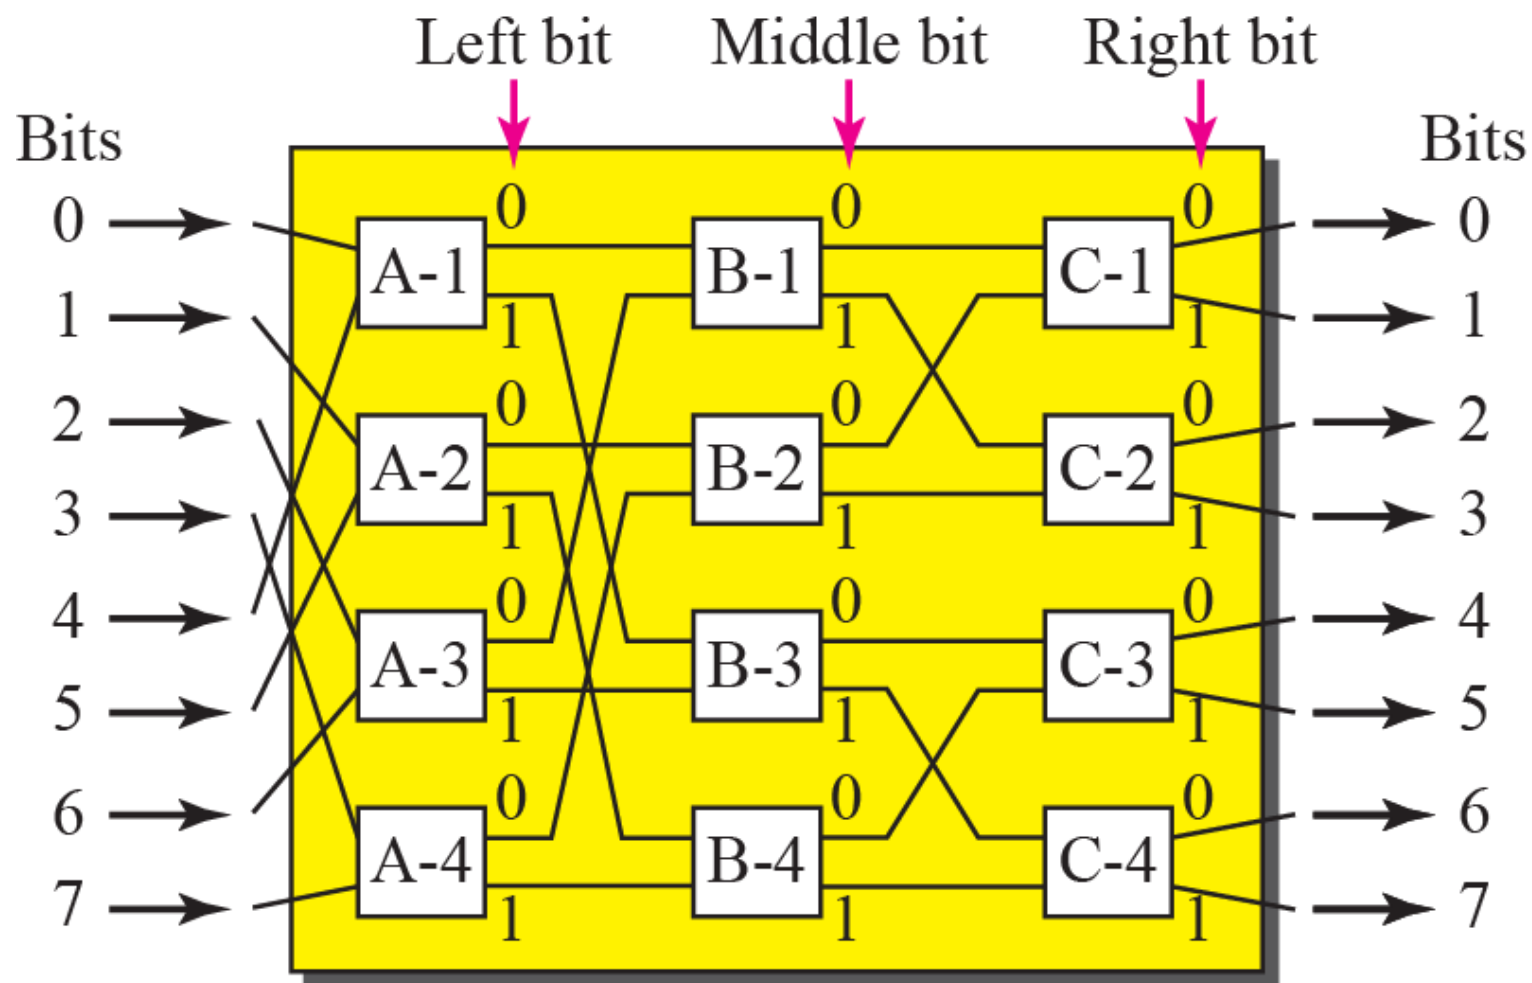 Left bit Middle bit Right bit
Bits Bits
0 0 0
0 A-1 B-1 C-1 0
1 1 1 1 1
0 0 0
2 A-2 B-2 C-2 2
3 1 1 1 3
0 0 0
4 A-3 B-3 C-3 4
5 1 1 1 5
0 0 0
6 A-4 B-4 C-4 6
7 1 1 1 7